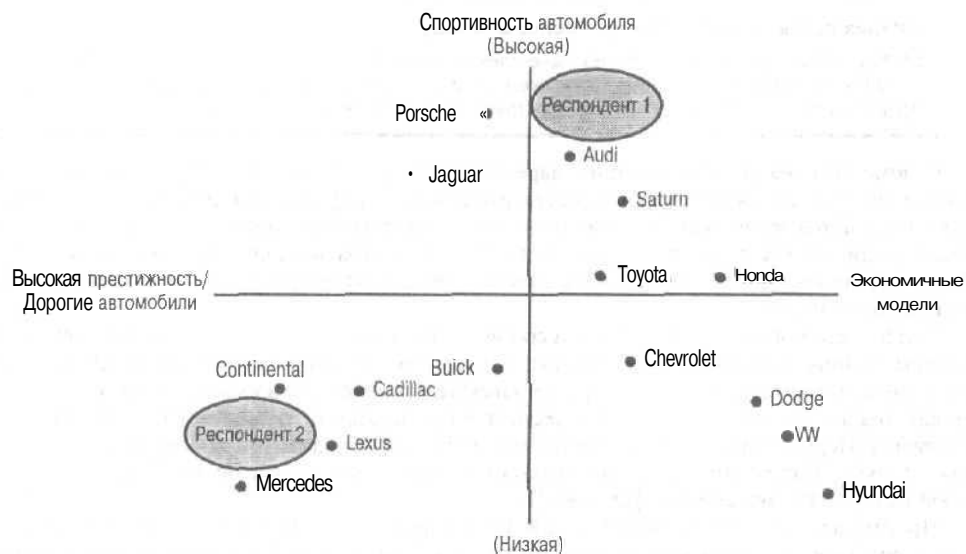 Спортивность автомобиля
(Высокая)
Porsche
Респондент 1
Audi
Jaguar
Saturn
Высокая престижность/
Дорогие автомобили
Toyota
Honda
Экономичные
модели
Continental
Buick
Chevrolet
Cadillac
Dodge
Респондент 2
Lexus
VW
Mercedes
Hyundai
(Низкая)